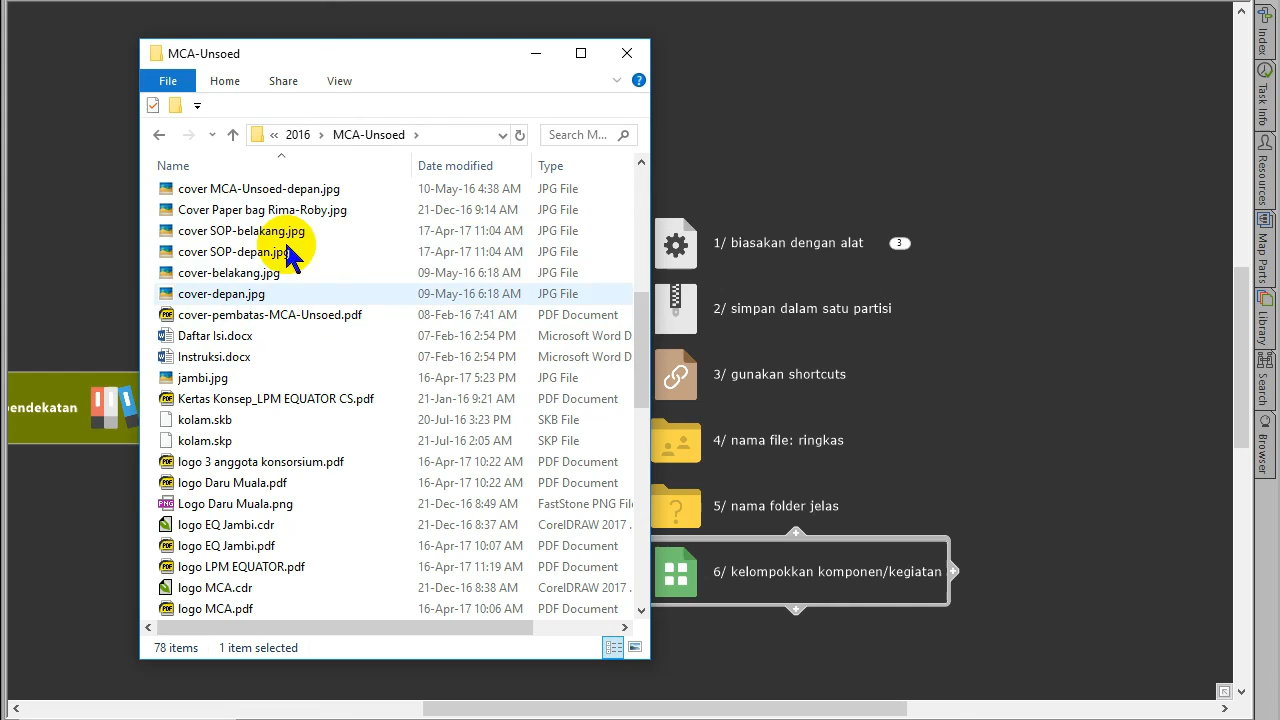 MCA-Unsoed
File Home Share View
« 2016 > MCA-Unsoed > Search M...
Name Date modified Type
cover MCA-Unsoed-depan.jpg 10-May-16 4:38 AM JPG File
Cover Paper bag Rima-Roby.jpg 21-Dec-16 9:14 AM JPG File
cover SOP-belakang.jpg 17-Apr-17 11:04 AM JPG File
cover SOP-depan.jpg 17-Apr-17 11:04 AM JPG File
cover-belakang.jpg 09-May-16 6:18 AM JPG File
cover-depan.jpg 09-May-16 6:18 AM JPG File
cover-pembatas-MCA-Unsoed.pdf 08-Feb-16 7:41 AM PDF Document
Daftar Isi.docx 07-Feb-16 2:54 PM Microsoft Word D
Instruksi.docx 07-Feb-16 2:54 PM Microsoft Word D
jambi.jpg 16-Apr-17 5:23 PM JPG File
Kertas Konsep_LPM EQUATOR CS.pdf 21-Jan-16 9:21 AM PDF Document
kolam.skb 20-Jul-16 3:23 PM SKB File
kolam.skp 21-Jul-16 2:05 AM SKP File
logo 3 anggota konsorsium.pdf 16-Apr-17 10:22 AM PDF Document
logo Daru Muala.pdf 16-Apr-17 10:22 AM PDF Document
Logo Daru Muala.png 21-Dec-16 8:49 AM FastStone PNG File
logo EQ Jambi.cdr 21-Dec-16 8:37 AM CorelDRAW 2017 .
logo EQ Jambi.pdf 16-Apr-17 10:07 AM PDF Document
logo LPM EQUATOR.pdf 16-Apr-17 11:19 AM PDF Document
logo MCA.cdr 21-Dec-16 8:38 AM CorelDRAW 2017 .
logo MCA.pdf 16-Apr-17 10:06 AM PDF Document
78 items 1 item selected
pendekatan
1/ biasakan dengan alat 3
2/ simpan dalam satu partisi
3/ gunakan shortcuts
4/ nama file: ringkas
5/ nama folder jelas
6/ kelompokkan komponen/kegiatan
Index
Task Info
Resources
Map Parts
Library
Search
Browser